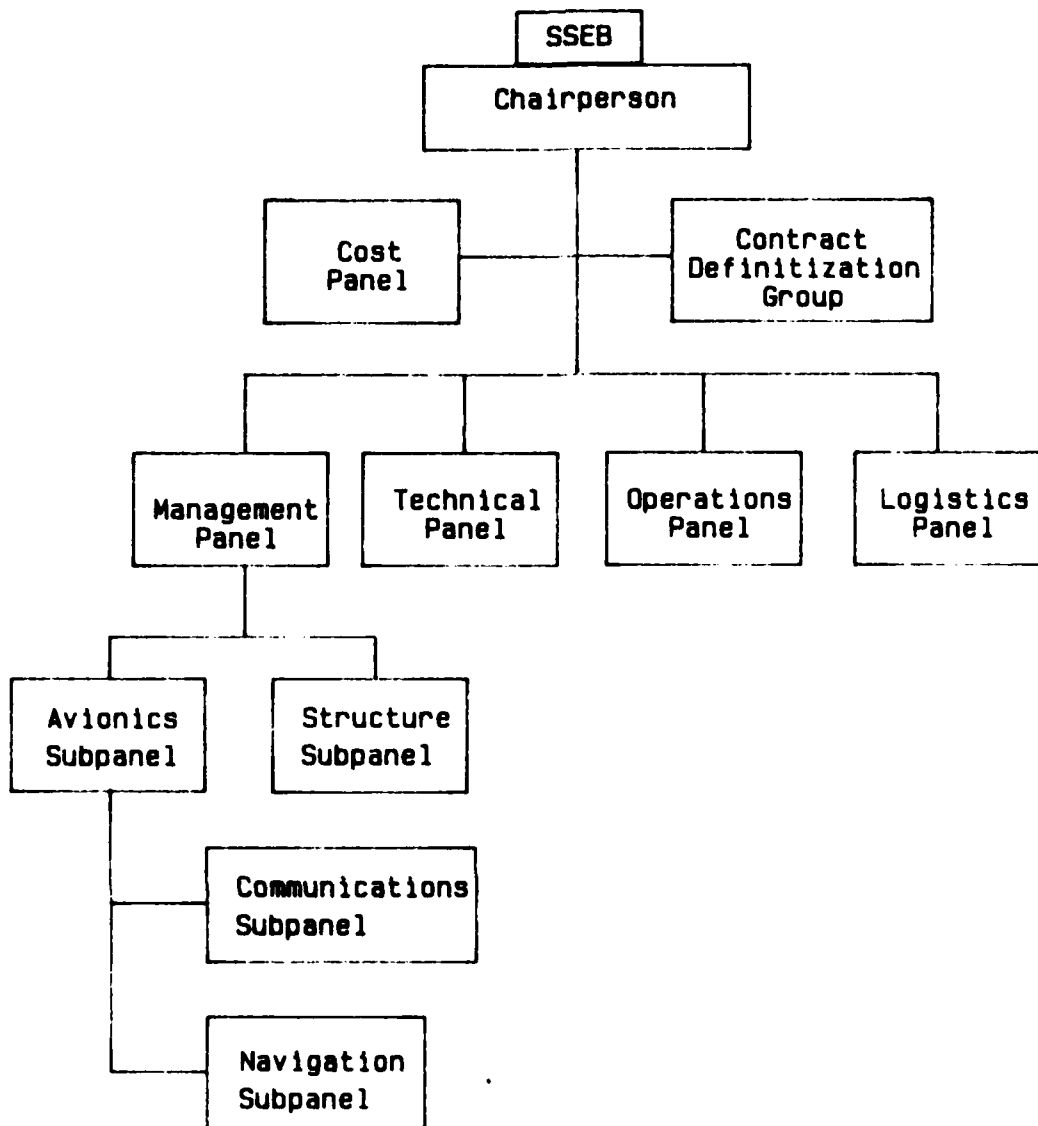 SSEB
Chairperson
Cost
Panel
Contract
Definitization
Group
Management
Panel
Technical
Panel
Operations
Panel
Logistics
Panel
Avionics
Subpanel
Structure
Subpanel
Communications
Subpanel
Navigation
Subpanel